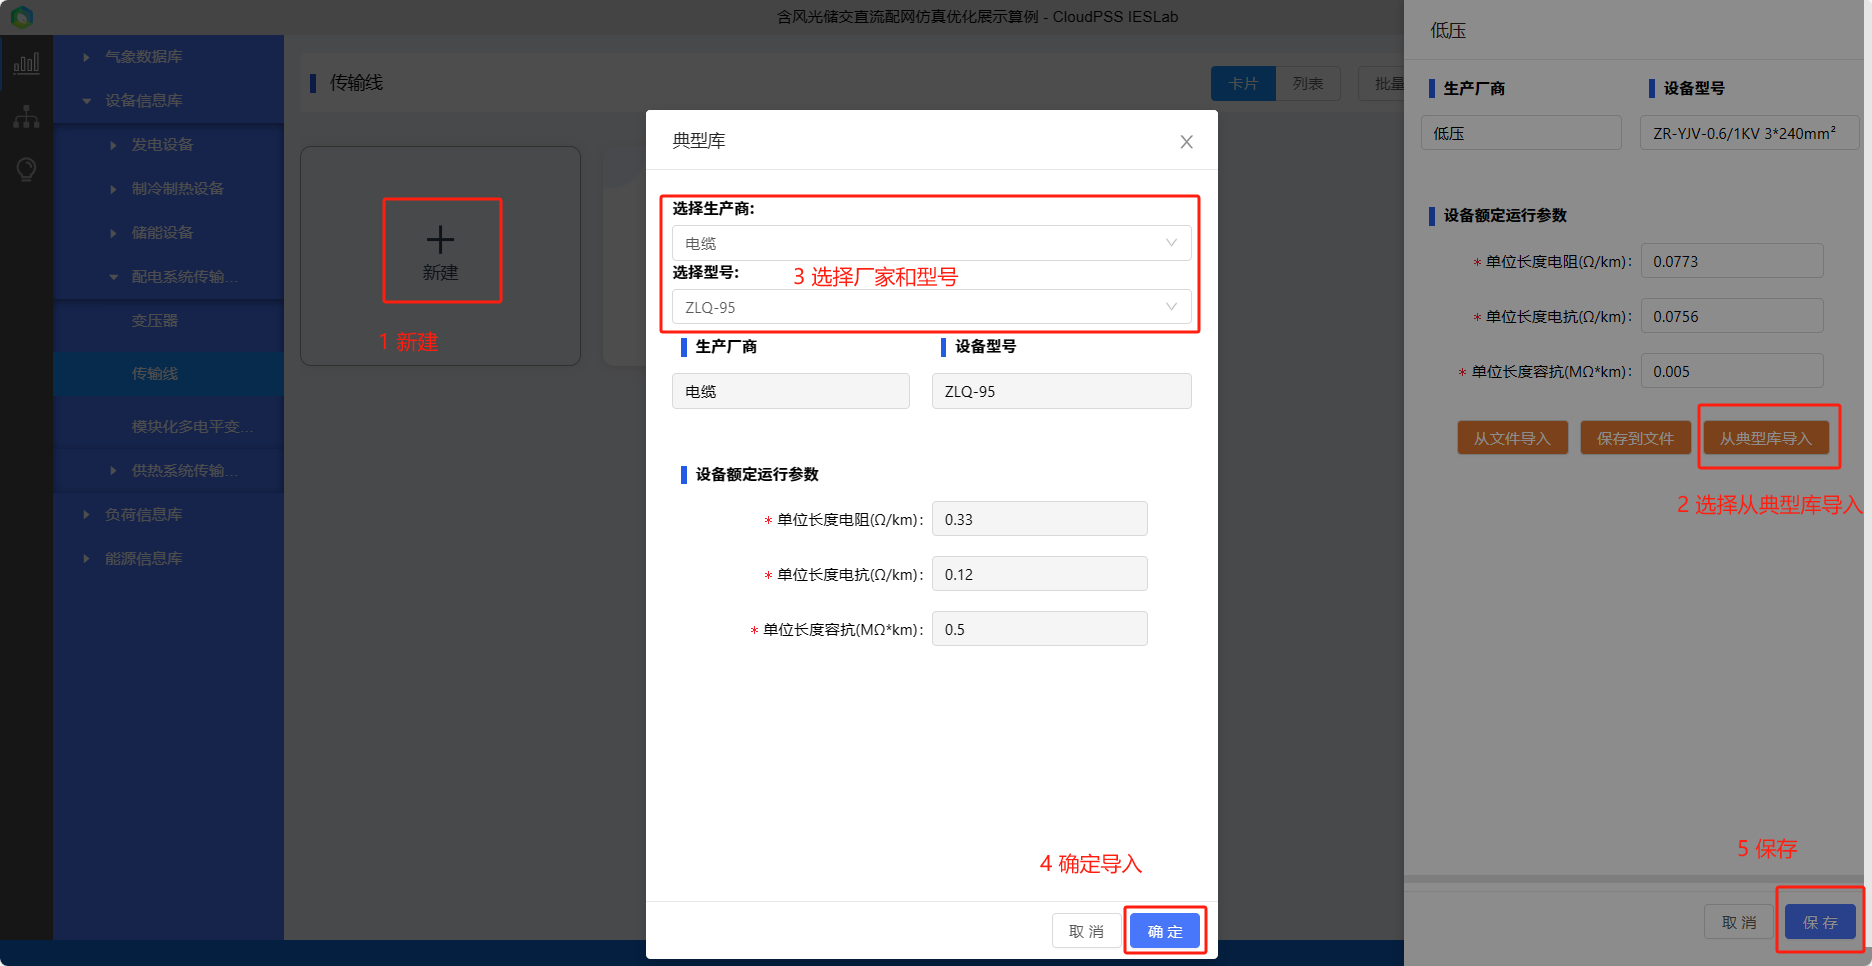 含风光储交直流配网仿真优化展示算例 - CloudPSS IESLab
气象数据库
设备信息库
发电设备
制冷制热设备
储能设备
配电系统传输...
变压器
传输线
模块化多电平变...
供热系统传输...
负荷信息库
能源信息库
传输线
卡片
列表
批量
新建
1 新建
典型库
选择生产商:
电缆
选择型号:
3 选择厂家和型号
ZLQ-95
生产厂商
设备型号
电缆
ZLQ-95
设备额定运行参数
* 单位长度电阻(Ω/km):
0.33
* 单位长度电抗(Ω/km):
0.12
* 单位长度容抗(MΩ*km):
0.5
4 确定导入
取 消
确 定
低压
生产厂商
设备型号
低压
ZR-YJV-0.6/1KV 3*240mm²
设备额定运行参数
* 单位长度电阻(Ω/km):
0.0773
* 单位长度电抗(Ω/km):
0.0756
* 单位长度容抗(MΩ*km):
0.005
从文件导入
保存到文件
从典型库导入
2 选择从典型库导入
5 保存
取 消
保 存